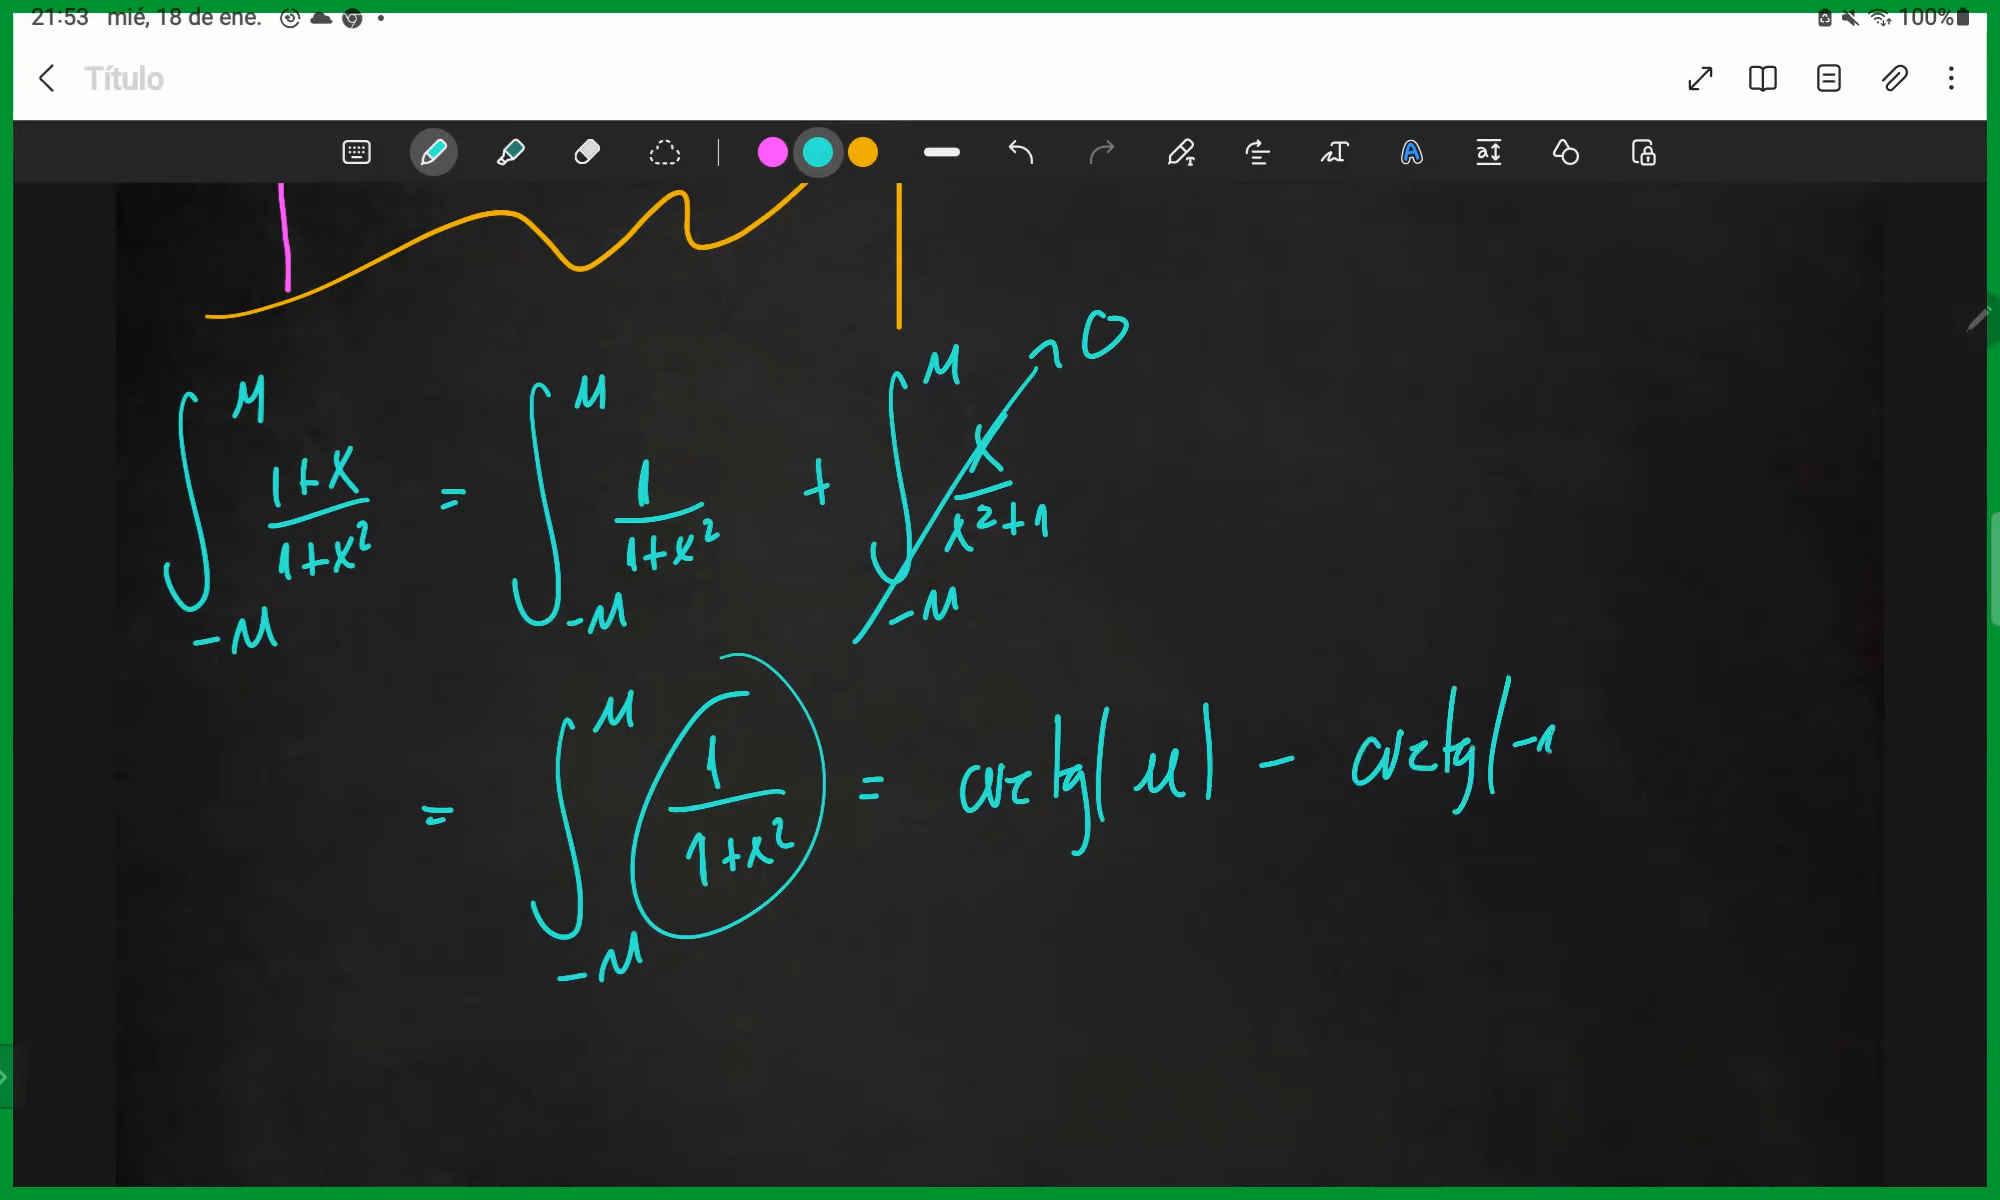 21:53 mié, 18 de ene. 100%
Título
∫_{-M}^{M} (1+x)/(1+x²) = ∫_{-M}^{M} 1/(1+x²) + ∫_{-M}^{M} x/(x²+1) → 0
= ∫_{-M}^{M} 1/(1+x²) = arctg(M) - arctg(-